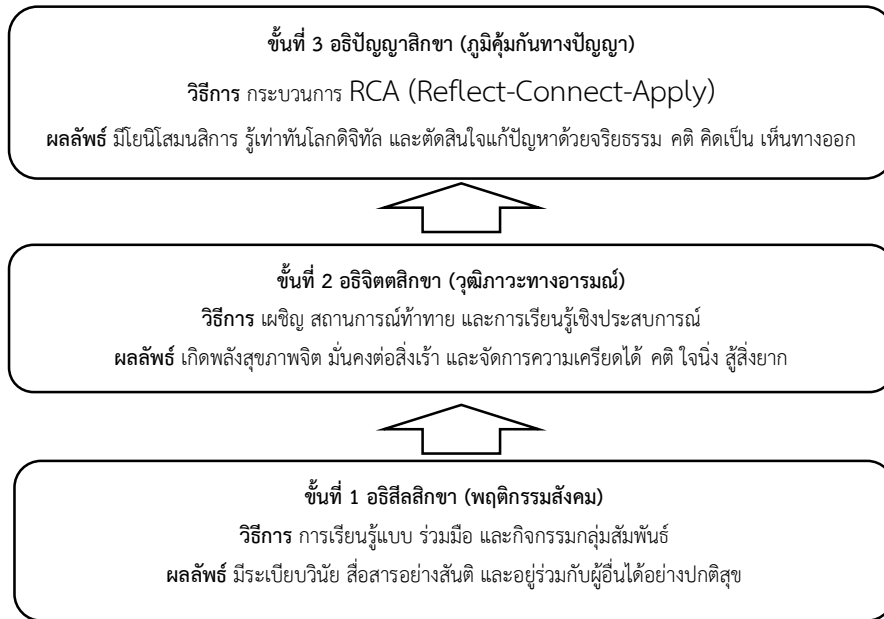 ขั้นที่ 3 อธิปัญญาสิกขา (ภูมิคุ้มกันทางปัญญา)
วิธีการ กระบวนการ RCA (Reflect-Connect-Apply)
ผลลัพธ์ มีโยนิโสมนสิการ รู้เท่าทันโลกดิจิทัล และตัดสินใจแก้ปัญหาด้วยจริยธรรม คติ คิดเป็น เห็นทางออก
ขั้นที่ 2 อธิจิตตสิกขา (วุฒิภาวะทางอารมณ์)
วิธีการ เผชิญ สถานการณ์ท้าทาย และการเรียนรู้เชิงประสบการณ์
ผลลัพธ์ เกิดพลังสุขภาพจิต มั่นคงต่อสิ่งเร้า และจัดการความเครียดได้ คติ ใจนิ่ง สู้สิ่งยาก
ขั้นที่ 1 อธิสีลสิกขา (พฤติกรรมสังคม)
วิธีการ การเรียนรู้แบบ ร่วมมือ และกิจกรรมกลุ่มสัมพันธ์
ผลลัพธ์ มีระเบียบวินัย สื่อสารอย่างสันติ และอยู่ร่วมกับผู้อื่นได้อย่างปกติสุข